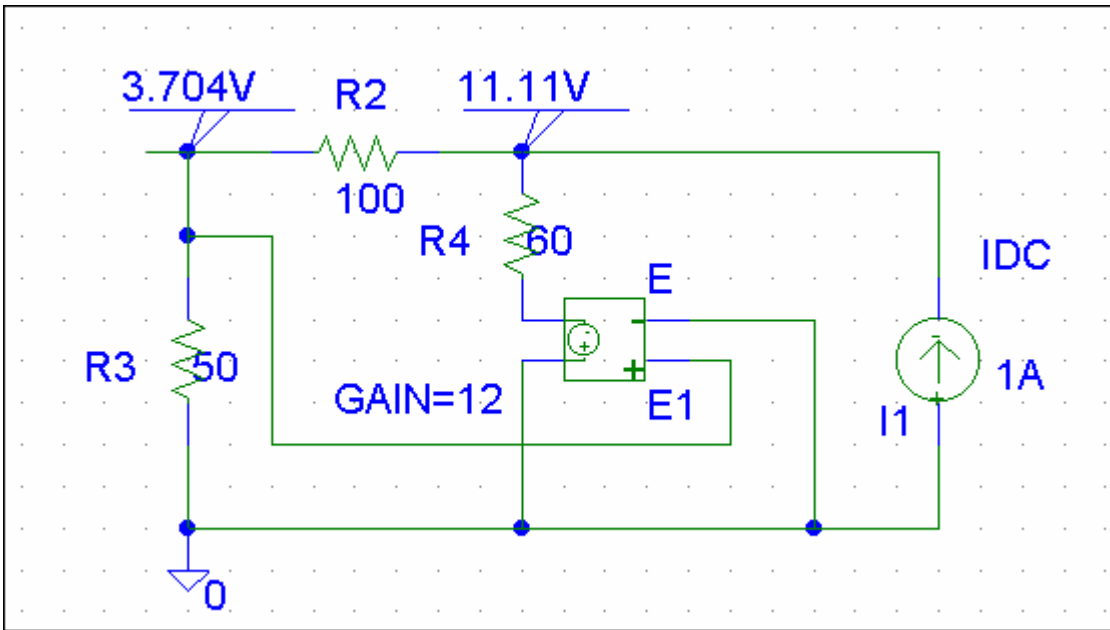 3.704V
R2
11.11V
100
R4
60
IDC
E
R3
50
GAIN=12
E1
1A
I1
0